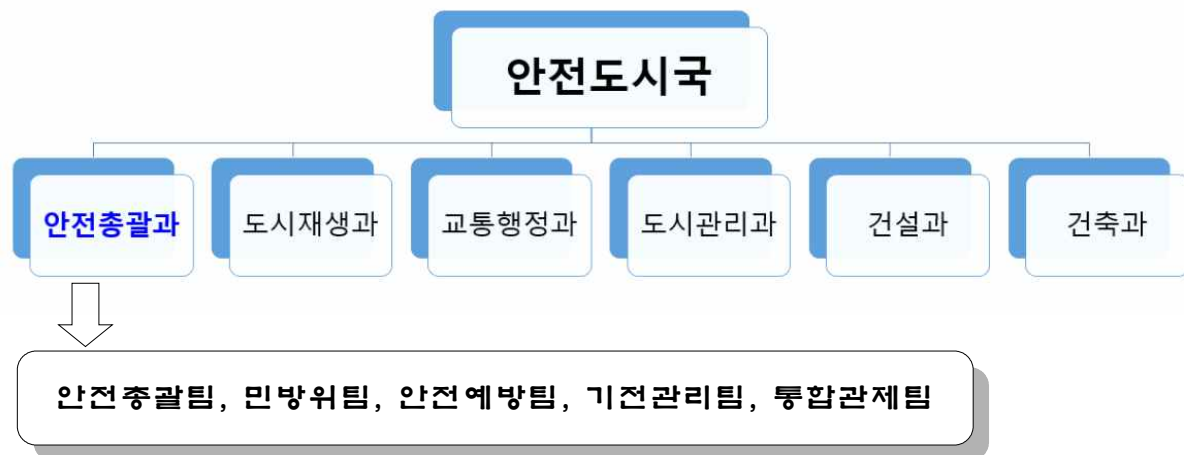 안전도시국
안전총괄과 도시재생과 교통행정과 도시관리과 건설과 건축과
안전총괄팀, 민방위팀, 안전예방팀, 기전관리팀, 통합관제팀